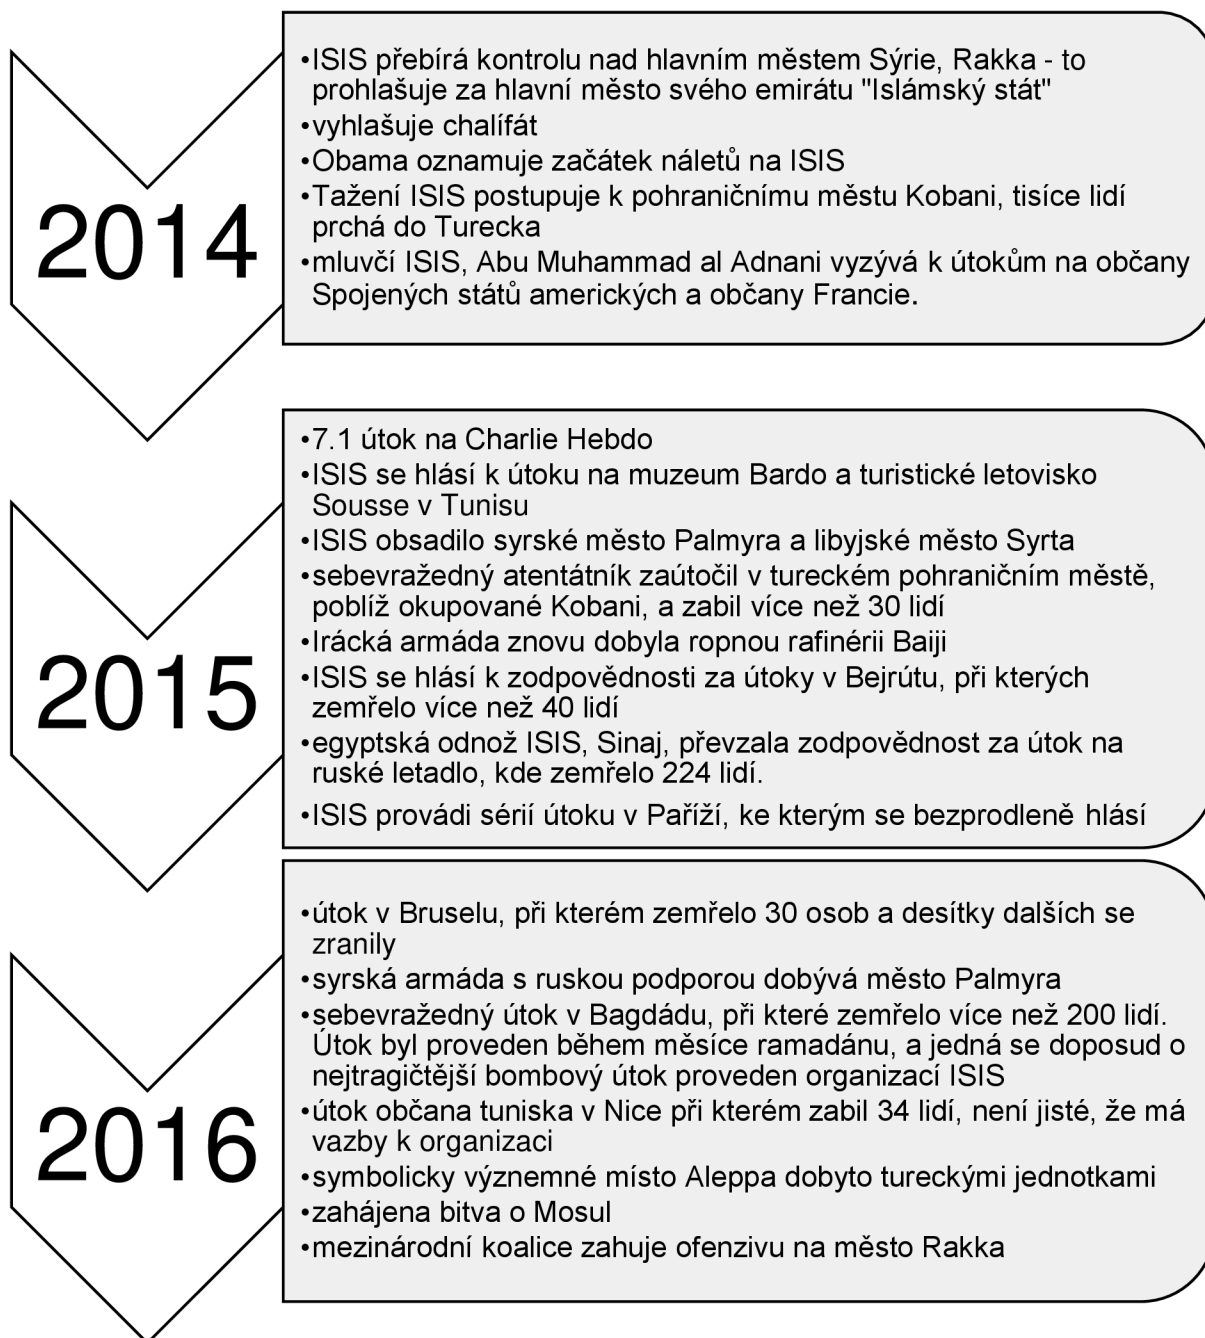 2014
•ISIS přebírá kontrolu nad hlavním městem Sýrie, Rakka - to
prohlašuje za hlavní město svého emirátu "Islámský stát"
•vyhlašuje chalífát
•Obama oznamuje začátek náletů na ISIS
•Tažení ISIS postupuje k pohraničnímu městu Kobani, tisíce lidí
prchá do Turecka
•mluvčí ISIS, Abu Muhammad al Adnani vyzývá k útokům na občany
Spojených států amerických a občany Francie.
2015
•7.1 útok na Charlie Hebdo
•ISIS se hlásí k útoku na muzeum Bardo a turistické letovisko
Sousse v Tunisu
•ISIS obsadilo syrské město Palmyra a libyjské město Syrta
•sebevražedný atentátník zaútočil v tureckém pohraničním městě,
poblíž okupované Kobani, a zabil více než 30 lidí
•Irácká armáda znovu dobyla ropnou rafinérii Baiji
•ISIS se hlásí k zodpovědnosti za útoky v Bejrútu, při kterých
zemřelo více než 40 lidí
•egyptská odnož ISIS, Sinaj, převzala zodpovědnost za útok na
ruské letadlo, kde zemřelo 224 lidí.
•ISIS provádi sérií útoku v Paříží, ke kterým se bezprodleně hlásí
2016
•útok v Bruselu, při kterém zemřelo 30 osob a desítky dalších se
zranily
•syrská armáda s ruskou podporou dobývá město Palmyra
•sebevražedný útok v Bagdádu, při které zemřelo více než 200 lidí.
Útok byl proveden během měsíce ramadánu, a jedná se doposud o
nejtragičtější bombový útok proveden organizací ISIS
•útok občana tuniska v Nice při kterém zabil 34 lidí, není jisté, že má
vazby k organizaci
•symbolicky význemné místo Aleppa dobyto tureckými jednotkami
•zahájena bitva o Mosul
•mezinárodní koalice zahuje ofenzivu na město Rakka